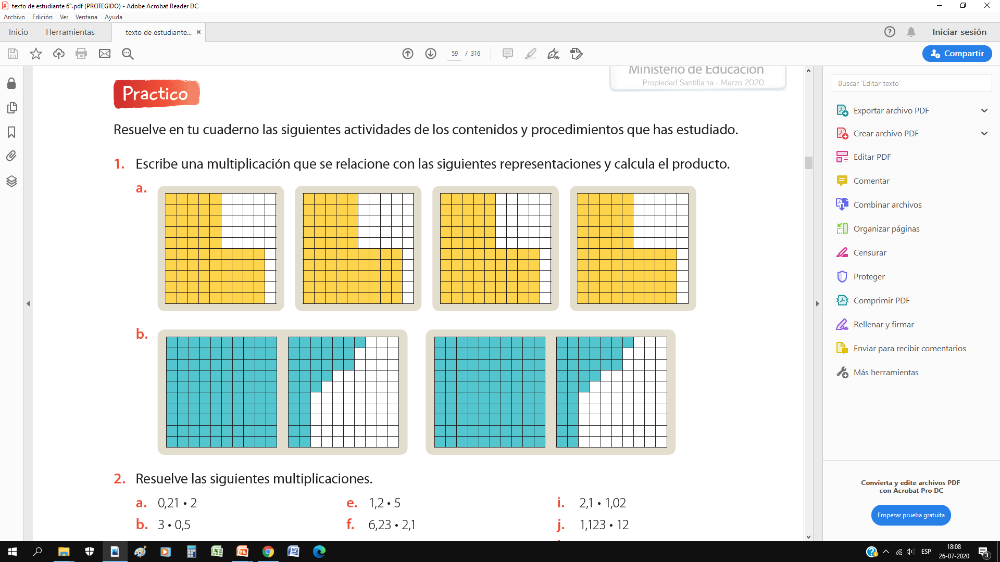 texto de estudiante 6°.pdf (PROTEGIDO) - Adobe Acrobat Reader DC
Archivo Edición Ver Ventana Ayuda
Inicio Herramientas texto de estudiante... × Iniciar sesión
59 / 316 Compartir
Ministerio de Educación
Propiedad Santillana - Marzo 2020
Practico
Resuelve en tu cuaderno las siguientes actividades de los contenidos y procedimientos que has estudiado.
1. Escribe una multiplicación que se relacione con las siguientes representaciones y calcula el producto.
a.
b.
2. Resuelve las siguientes multiplicaciones.
a. 0,21 • 2 e. 1,2 • 5 i. 2,1 • 1,02
b. 3 • 0,5 f. 6,23 • 2,1 j. 1,123 • 12
Buscar 'Editar texto'
Exportar archivo PDF
Crear archivo PDF
Editar PDF
Comentar
Combinar archivos
Organizar páginas
Censurar
Proteger
Comprimir PDF
Rellenar y firmar
Enviar para recibir comentarios
Más herramientas
Convierta y edite archivos PDF
con Acrobat Pro DC
Empezar prueba gratuita
ESP
18:08
26-07-2020
3